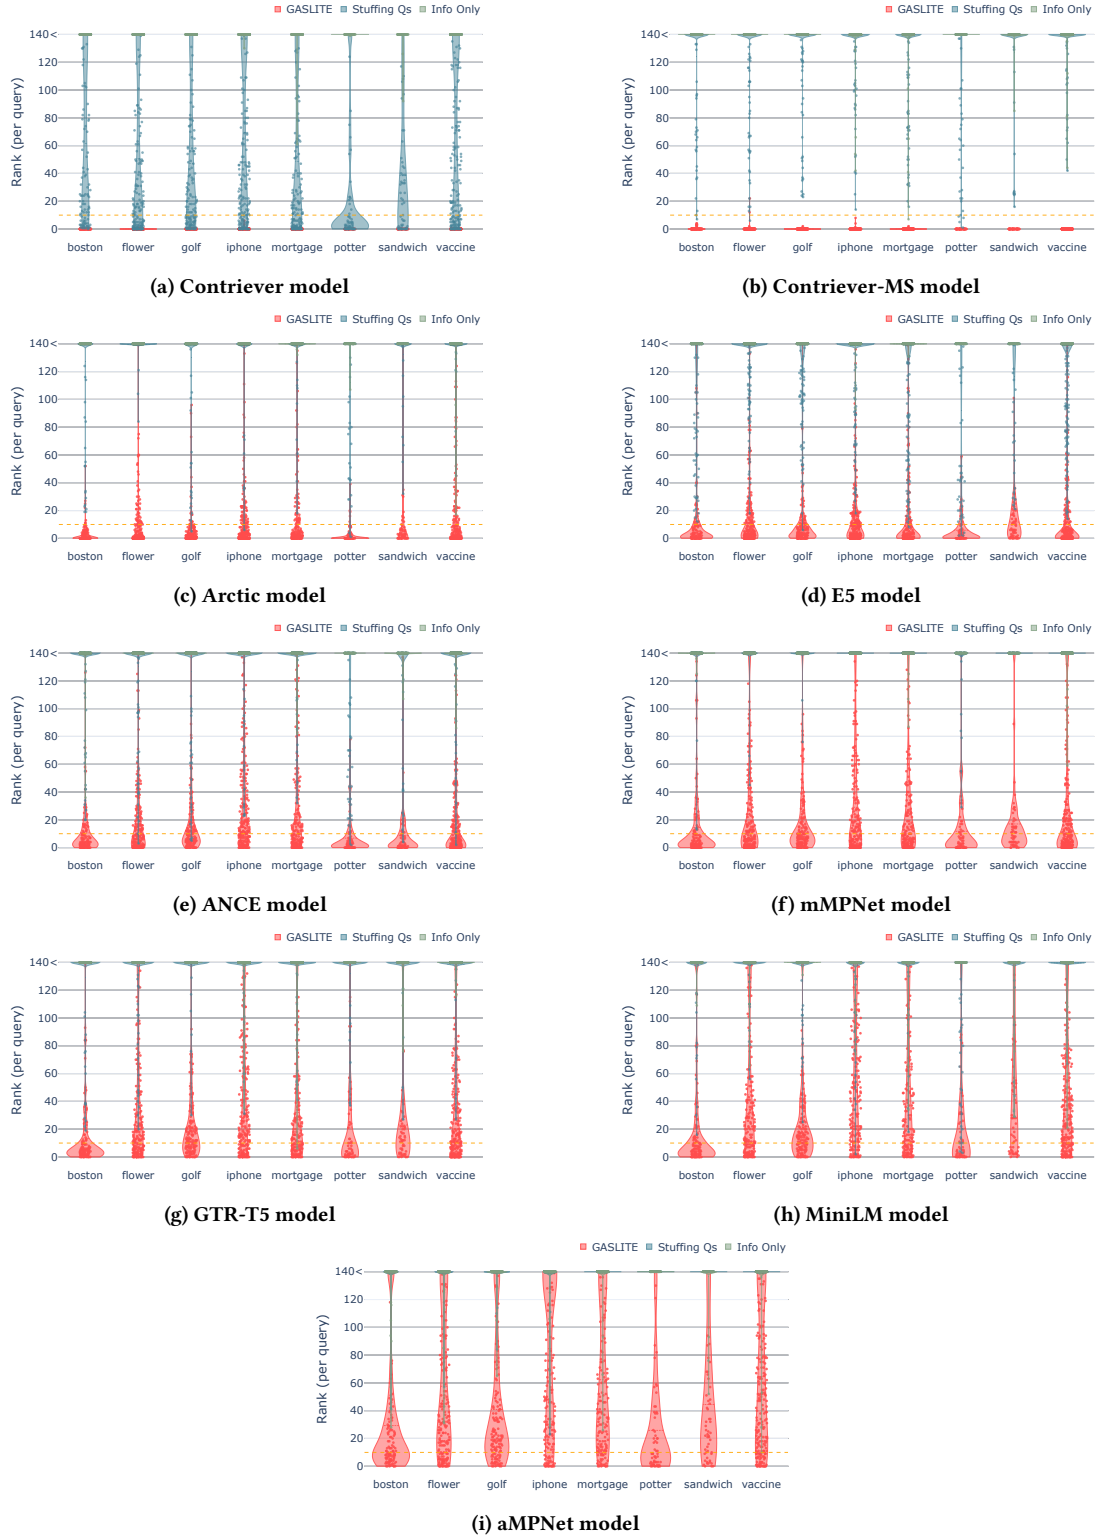 GASLITE Stuffing Qs Info Only
Rank (per query)
140<
120
100
80
60
40
20
0
boston flower golf iphone mortgage potter sandwich vaccine
(a) Contriever model
GASLITE Stuffing Qs Info Only
Rank (per query)
140<
120
100
80
60
40
20
0
boston flower golf iphone mortgage potter sandwich vaccine
(b) Contriever-MS model
GASLITE Stuffing Qs Info Only
Rank (per query)
140<
120
100
80
60
40
20
0
boston flower golf iphone mortgage potter sandwich vaccine
(c) Arctic model
GASLITE Stuffing Qs Info Only
Rank (per query)
140<
120
100
80
60
40
20
0
boston flower golf iphone mortgage potter sandwich vaccine
(d) E5 model
GASLITE Stuffing Qs Info Only
Rank (per query)
140<
120
100
80
60
40
20
0
boston flower golf iphone mortgage potter sandwich vaccine
(e) ANCE model
GASLITE Stuffing Qs Info Only
Rank (per query)
140<
120
100
80
60
40
20
0
boston flower golf iphone mortgage potter sandwich vaccine
(f) mMPNet model
GASLITE Stuffing Qs Info Only
Rank (per query)
140<
120
100
80
60
40
20
0
boston flower golf iphone mortgage potter sandwich vaccine
(g) GTR-T5 model
GASLITE Stuffing Qs Info Only
Rank (per query)
140<
120
100
80
60
40
20
0
boston flower golf iphone mortgage potter sandwich vaccine
(h) MiniLM model
GASLITE Stuffing Qs Info Only
Rank (per query)
140<
120
100
80
60
40
20
0
boston flower golf iphone mortgage potter sandwich vaccine
(i) aMPNet model